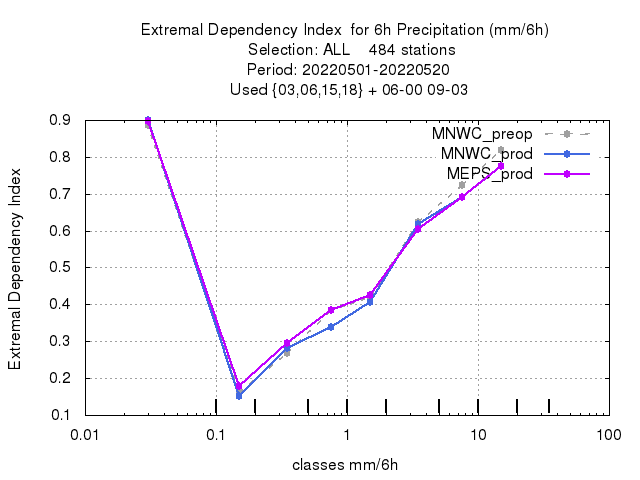 Extremal Dependency Index  for 6h Precipitation (mm/6h)
Selection: ALL    484 stations
Period: 20220501-20220520
Used {03,06,15,18} + 06-00 09-03
MNWC_preop
MNWC_prod
MEPS_prod
Extremal Dependency Index
0.9
0.8
0.7
0.6
0.5
0.4
0.3
0.2
0.1
0.01 0.1 1 10 100
classes mm/6h